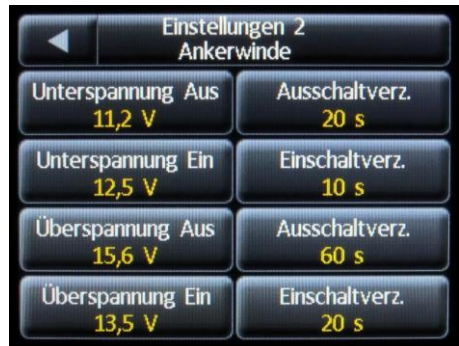 Einstellungen 2
Ankerwinde
Unterspannung Aus
11,2 V
Ausschaltverz.
20 s
Unterspannung Ein
12,5 V
Einschaltverz.
10 s
Überspannung Aus
15,6 V
Ausschaltverz.
60 s
Überspannung Ein
13,5 V
Einschaltverz.
20 s